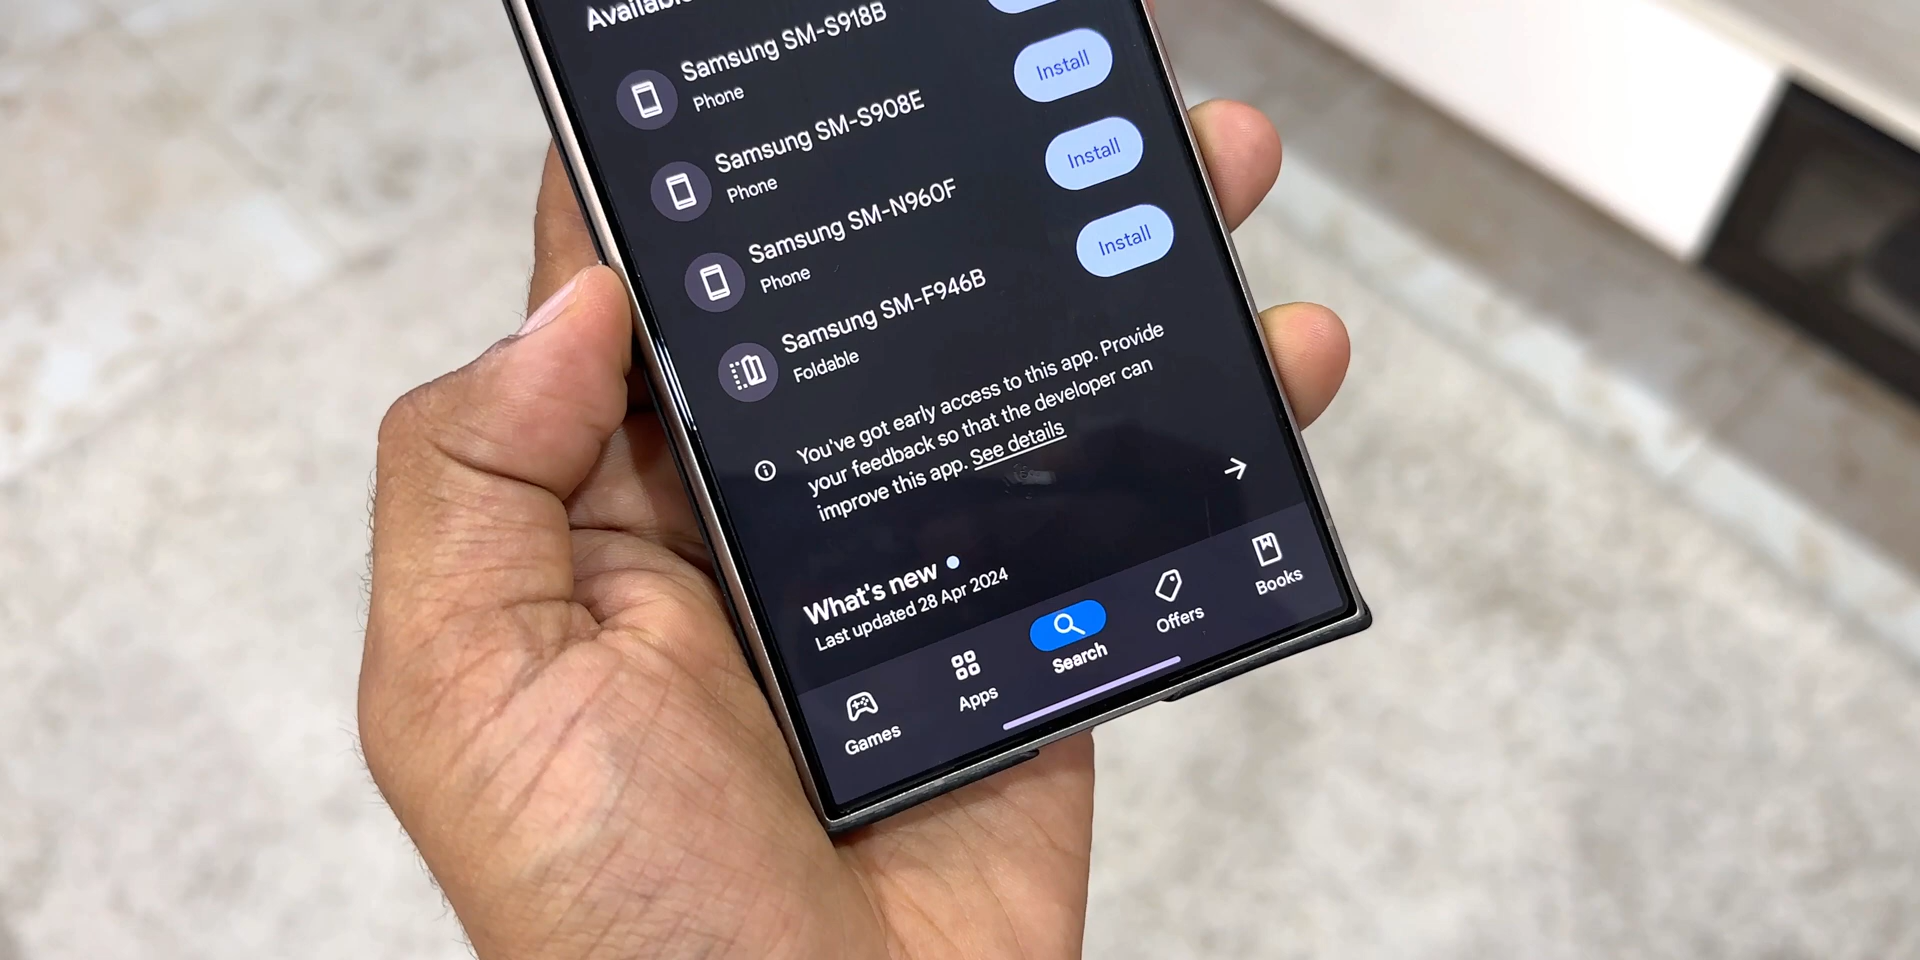 Available
Samsung SM-S918B
Phone
Samsung SM-S908E
Phone
Install
Samsung SM-N960F
Phone
Install
Samsung SM-F946B
Foldable
Install
You've got early access to this app. Provide
your feedback so that the developer can
improve this app. See details
What's new
Last updated 28 Apr 2024
Games
Apps
Search
Offers
Books